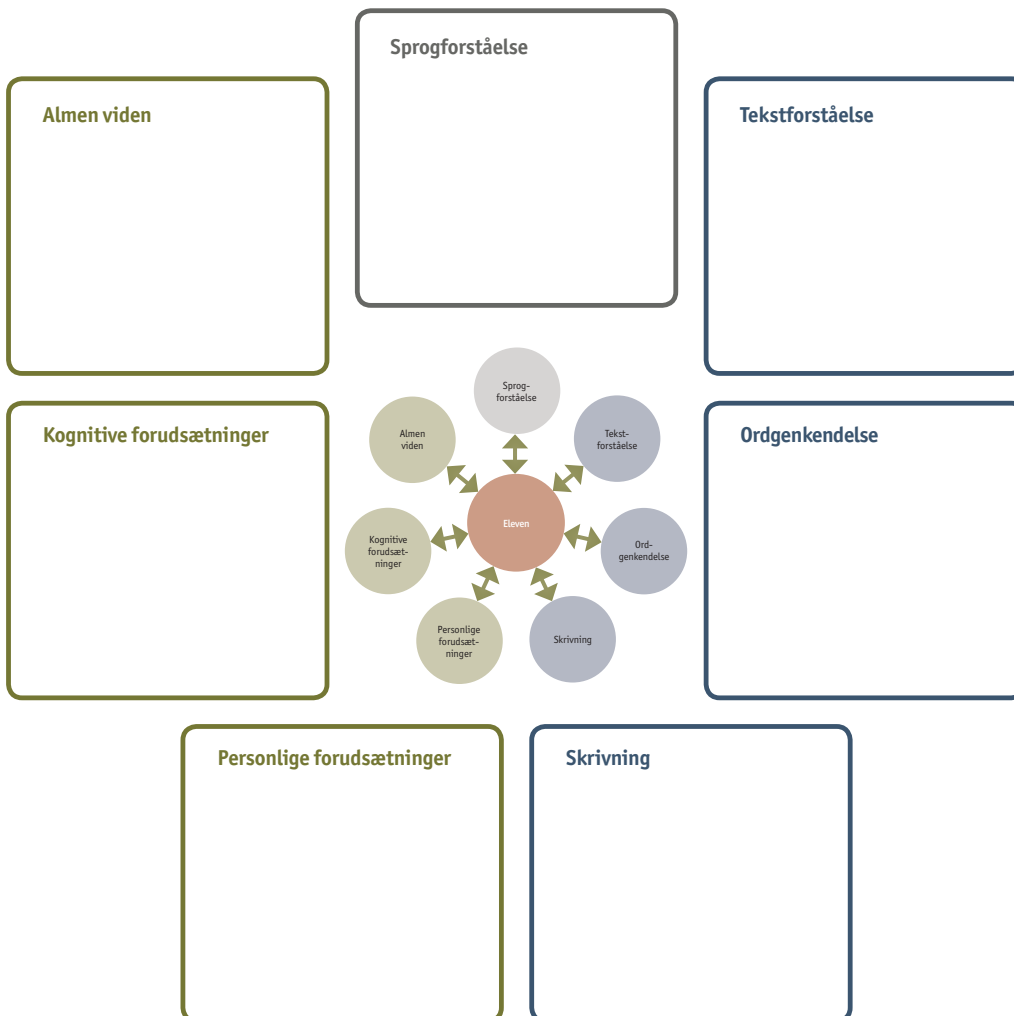 Sprogforståelse
Almen viden
Tekstforståelse
Kognitive forudsætninger
Ordgenkendelse
Sprog-
forståelse
Almen
viden
Tekst-
forståelse
Eleven
Kognitive
forudsæt-
ninger
Ord-
genkendelse
Personlige
forudsæt-
ninger
Skrivning
Personlige forudsætninger
Skrivning